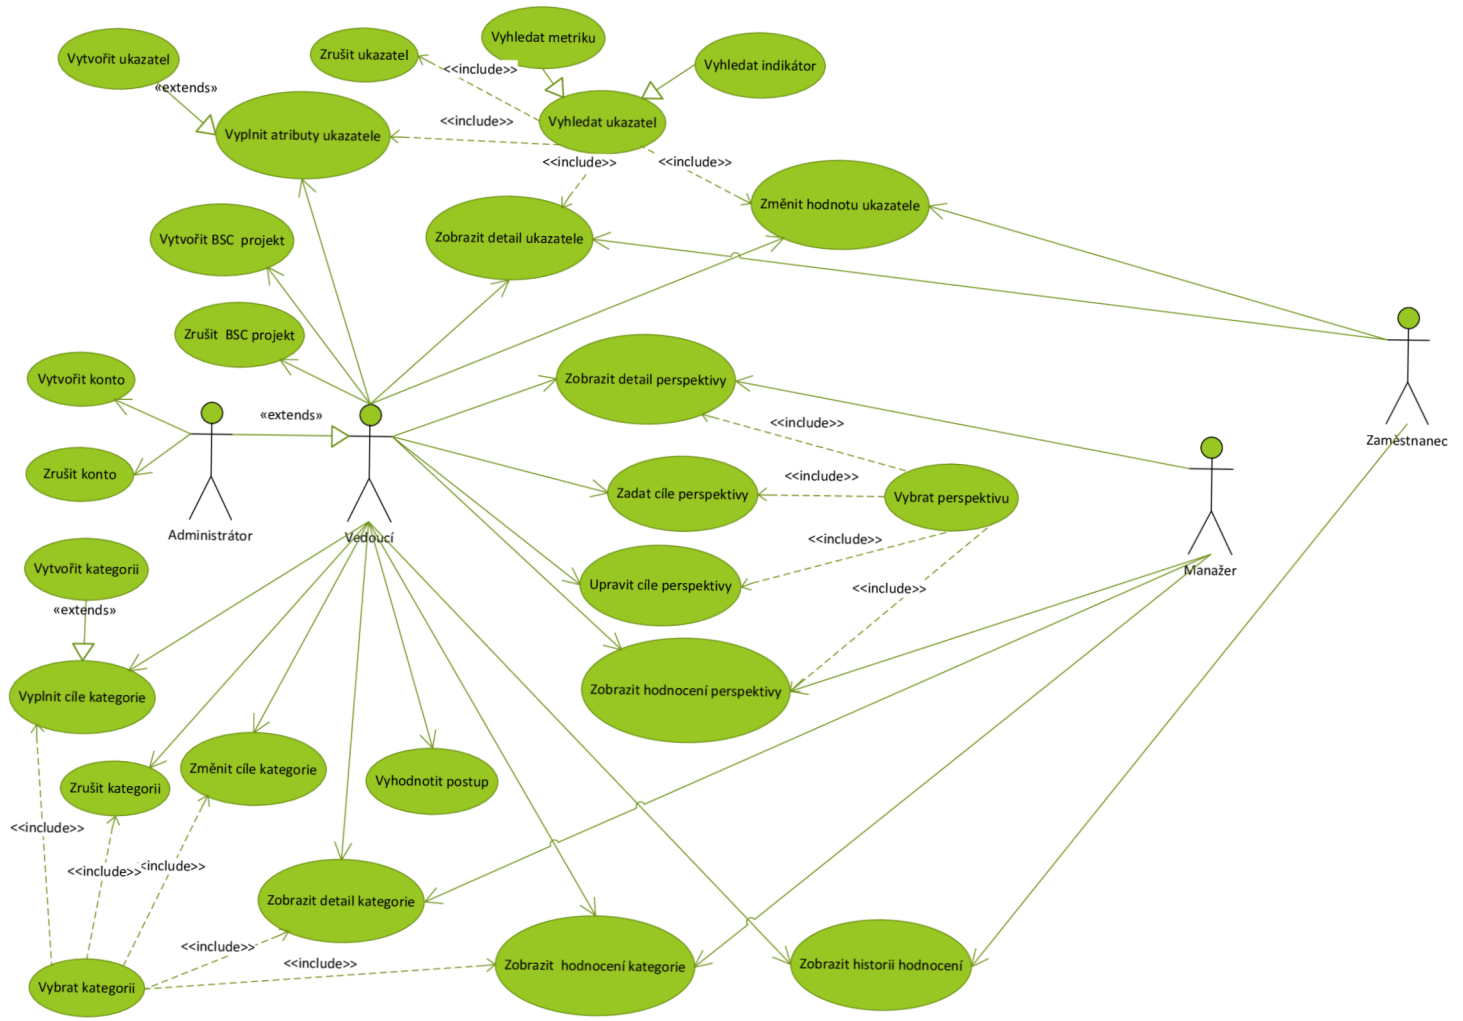 Vyhledat metriku
Vytvořit ukazatel
Zrušit ukazatel
<<include>>
Vyhledat indikátor
«extends»
Vyplnit atributy ukazatele
<<include>>
Vyhledat ukazatel
<<include>>
<<include>>
Změnit hodnotu ukazatele
Vytvořit BSC  projekt
Zobrazit detail ukazatele
Zrušit  BSC projekt
Vytvořit konto
Zobrazit detail perspektivy
«extends»
<<include>>
Zaměstnanec
Zrušit konto
<<include>>
Zadat cíle perspektivy
Vybrat perspektivu
Administrátor
Vedoucí
<<include>>
Manažer
Vytvořit kategorii
Upravit cíle perspektivy
<<include>>
«extends»
Vyplnit cíle kategorie
Zobrazit hodnocení perspektivy
Změnit cíle kategorie
Zrušit kategorii
Vyhodnotit postup
<<include>>
<<include>>
<include>>
Zobrazit detail kategorie
<<include>>
<<include>>
Zobrazit  hodnocení kategorie
Zobrazit historii hodnocení
Vybrat kategorii